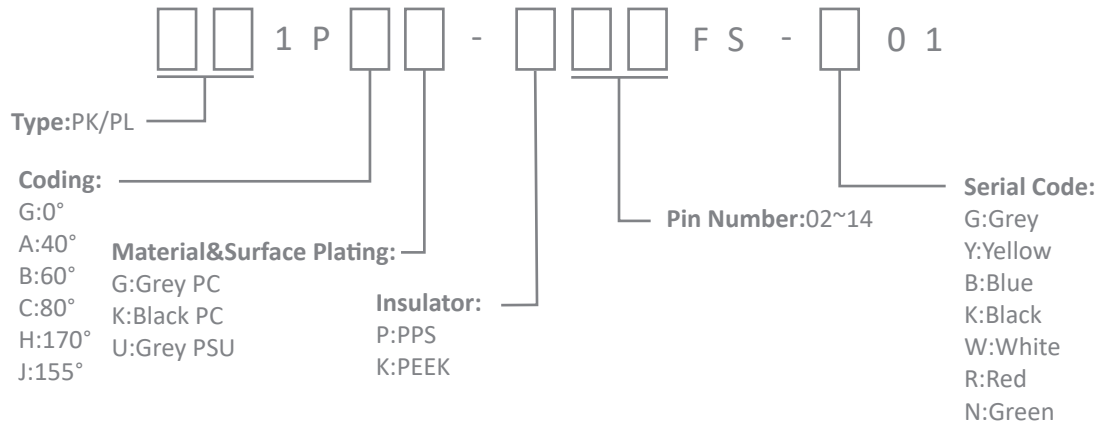 1 P - F S - 0 1
Type:PK/PL
Coding:
G:0°
A:40°
B:60°
C:80°
H:170°
J:155°
Material&Surface Plating:
G:Grey PC
K:Black PC
U:Grey PSU
Insulator:
P:PPS
K:PEEK
Pin Number:02~14
Serial Code:
G:Grey
Y:Yellow
B:Blue
K:Black
W:White
R:Red
N:Green